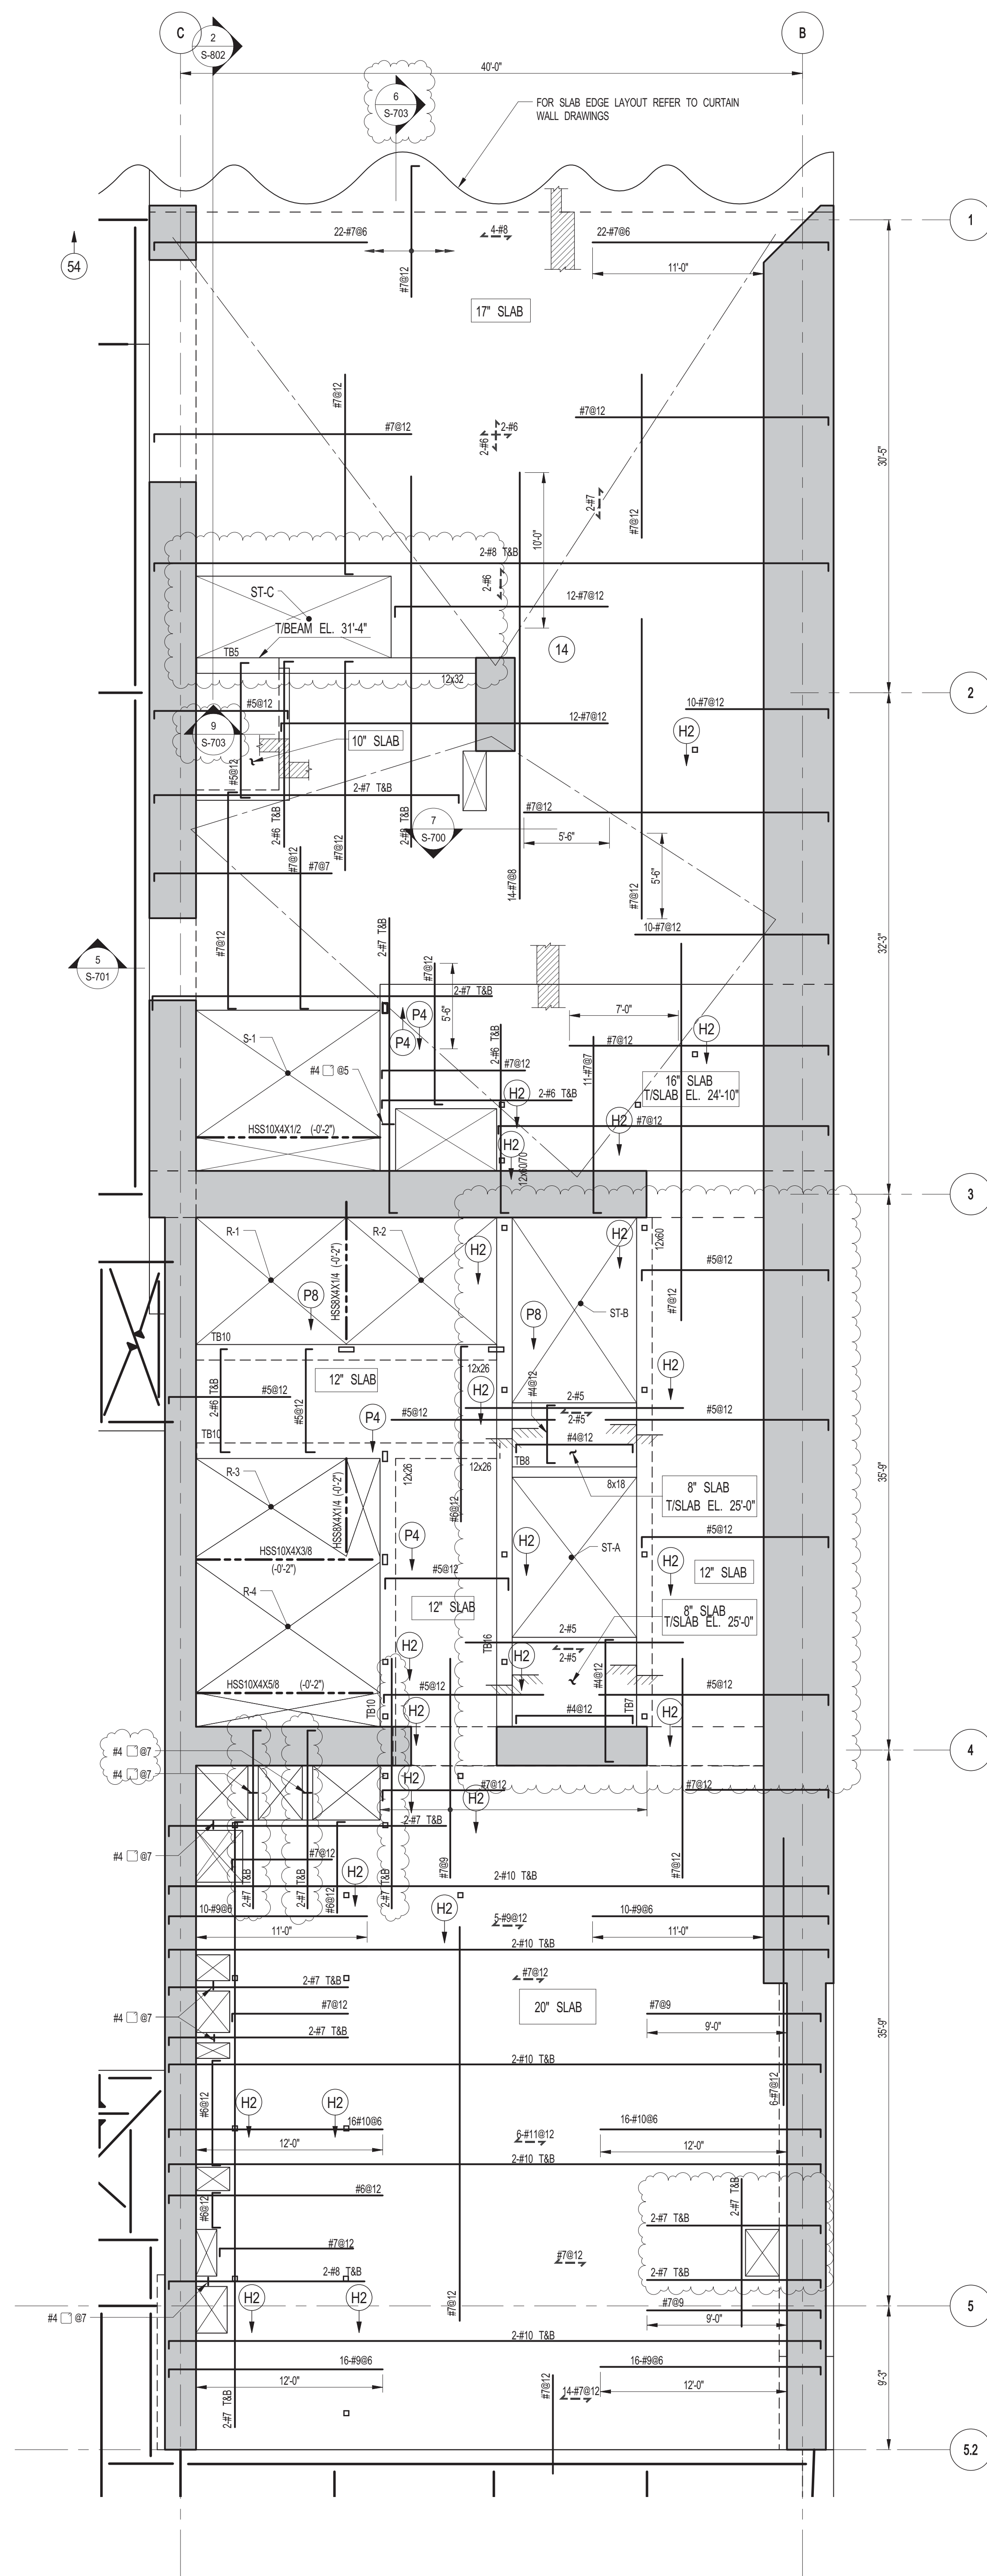 C
2
S-802
B
40'-0"
6
S-703
FOR SLAB EDGE LAYOUT REFER TO CURTAIN
WALL DRAWINGS
1
54
22-#7@6
4-#8
22-#7@6
11'-0"
#7@12
17" SLAB
#7@12
#7@12
#7@12
2-#6
2-#6
30'-5"
2-#7
#7@12
10'-0"
2-#8 T&B
2-#6
ST-C
12-#7@12
T/BEAM EL. 31'-4"
14
TB5
12x32
2
#5@12
10-#7@12
12-#7@12
9
S-703
H2
10" SLAB
#5@12
2-#7 T&B
#7@12
7
S-700
2-#6 T&B
#7@12
#7@12
2-#8 T&B
5'-6"
#7@7
5'-6"
14-#7@8
#7@12
10-#7@12
#7@12
2-#7 T&B
32'-3"
5
S-701
#7@12
2-#7 T&B
5'-6"
P4
P4
7'-0"
H2
S-1
2-#6 T&B
#7@12
#4 @5
#7@12
11-#7@7
16" SLAB
T/SLAB EL. 24'-10"
2-#6 T&B
H2
H2
#7@12
HSS10X4X1/2 (-0'-2")
H2
12x60/70
3
R-1
R-2
H2
H2
12x60
HSS8X4X1/4 (-0'-2")
#5@12
P8
#7@12
P8
ST-B
TB10
12x26
12" SLAB
H2
2-#6 T&B
#5@12
#5@12
H2
#4@12
2-#5
P4
#5@12
2-#5
#5@12
TB10
#4@12
35'-9"
R-3
12x26
12x26
TB8
8x18
8" SLAB
T/SLAB EL. 25'-0"
HSS8X4X1/4 (-0'-2")
#6@12
P4
H2
#5@12
HSS10X4X3/8
(-0'-2")
ST-A
H2
12" SLAB
#5@12
R-4
12" SLAB
8" SLAB
T/SLAB EL. 25'-0"
2-#5
2-#5
H2
TB16
H2
#4@12
HSS10X4X5/8 (-0'-2")
#5@12
#5@12
TB10
TB7
H2
#4@12
H2
4
#4 @7
#4 @7
H2
#7@12
#7@12
H2
2-#7 T&B
#4 @7
#7@12
H2
#7@9
#7@12
2-#7 T&B
2-#7 T&B
#6@12
2-#7 T&B
2-#10 T&B
10-#9@6
H2
5-#9@12
10-#9@6
11'-0"
11'-0"
2-#10 T&B
#7@12
2-#7 T&B
20" SLAB
#4 @7
#7@12
#7@9
2-#7 T&B
9'-0"
35'-9"
2-#10 T&B
6-#7@12
#6@12
H2
H2
16#10@6
6-#11@12
16-#10@6
12'-0"
12'-0"
2-#10 T&B
#6@12
#6@12
2-#7 T&B
2-#7 T&B
#7@12
#7@12
2-#8 T&B
2-#7 T&B
H2
H2
#7@12
#7@9
5
#4 @7
9'-0"
2-#10 T&B
16-#9@6
16-#9@6
12'-0"
12'-0"
9'-3"
2-#7 T&B
#7@12
14-#7@12
5.2